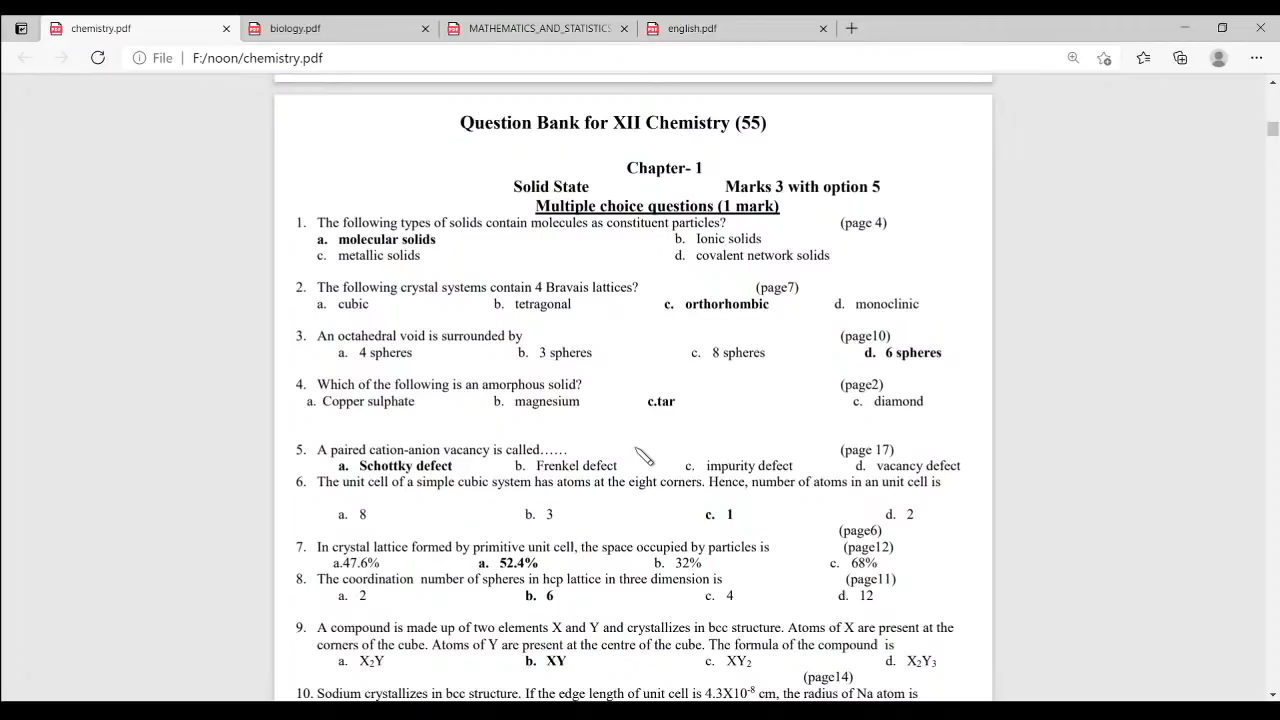 chemistry.pdf biology.pdf MATHEMATICS_AND_STATISTICS english.pdf
File F:/noon/chemistry.pdf
Question Bank for XII Chemistry (55)
Chapter- 1
Solid State Marks 3 with option 5
Multiple choice questions (1 mark)
1. The following types of solids contain molecules as constituent particles? (page 4)
a. molecular solids b. Ionic solids
c. metallic solids d. covalent network solids
2. The following crystal systems contain 4 Bravais lattices? (page7)
a. cubic b. tetragonal c. orthorhombic d. monoclinic
3. An octahedral void is surrounded by (page10)
a. 4 spheres b. 3 spheres c. 8 spheres d. 6 spheres
4. Which of the following is an amorphous solid? (page2)
a. Copper sulphate b. magnesium c.tar c. diamond
5. A paired cation-anion vacancy is called…… (page 17)
a. Schottky defect b. Frenkel defect c. impurity defect d. vacancy defect
6. The unit cell of a simple cubic system has atoms at the eight corners. Hence, number of atoms in an unit cell is
a. 8 b. 3 c. 1 d. 2
(page6)
7. In crystal lattice formed by primitive unit cell, the space occupied by particles is (page12)
a.47.6% a. 52.4% b. 32% c. 68%
8. The coordination number of spheres in hcp lattice in three dimension is (page11)
a. 2 b. 6 c. 4 d. 12
9. A compound is made up of two elements X and Y and crystallizes in bcc structure. Atoms of X are present at the
corners of the cube. Atoms of Y are present at the centre of the cube. The formula of the compound is
a. X₂Y b. XY c. XY₂ d. X₂Y₃
(page14)
10. Sodium crystallizes in bcc structure. If the edge length of unit cell is 4.3X10⁻⁸ cm, the radius of Na atom is